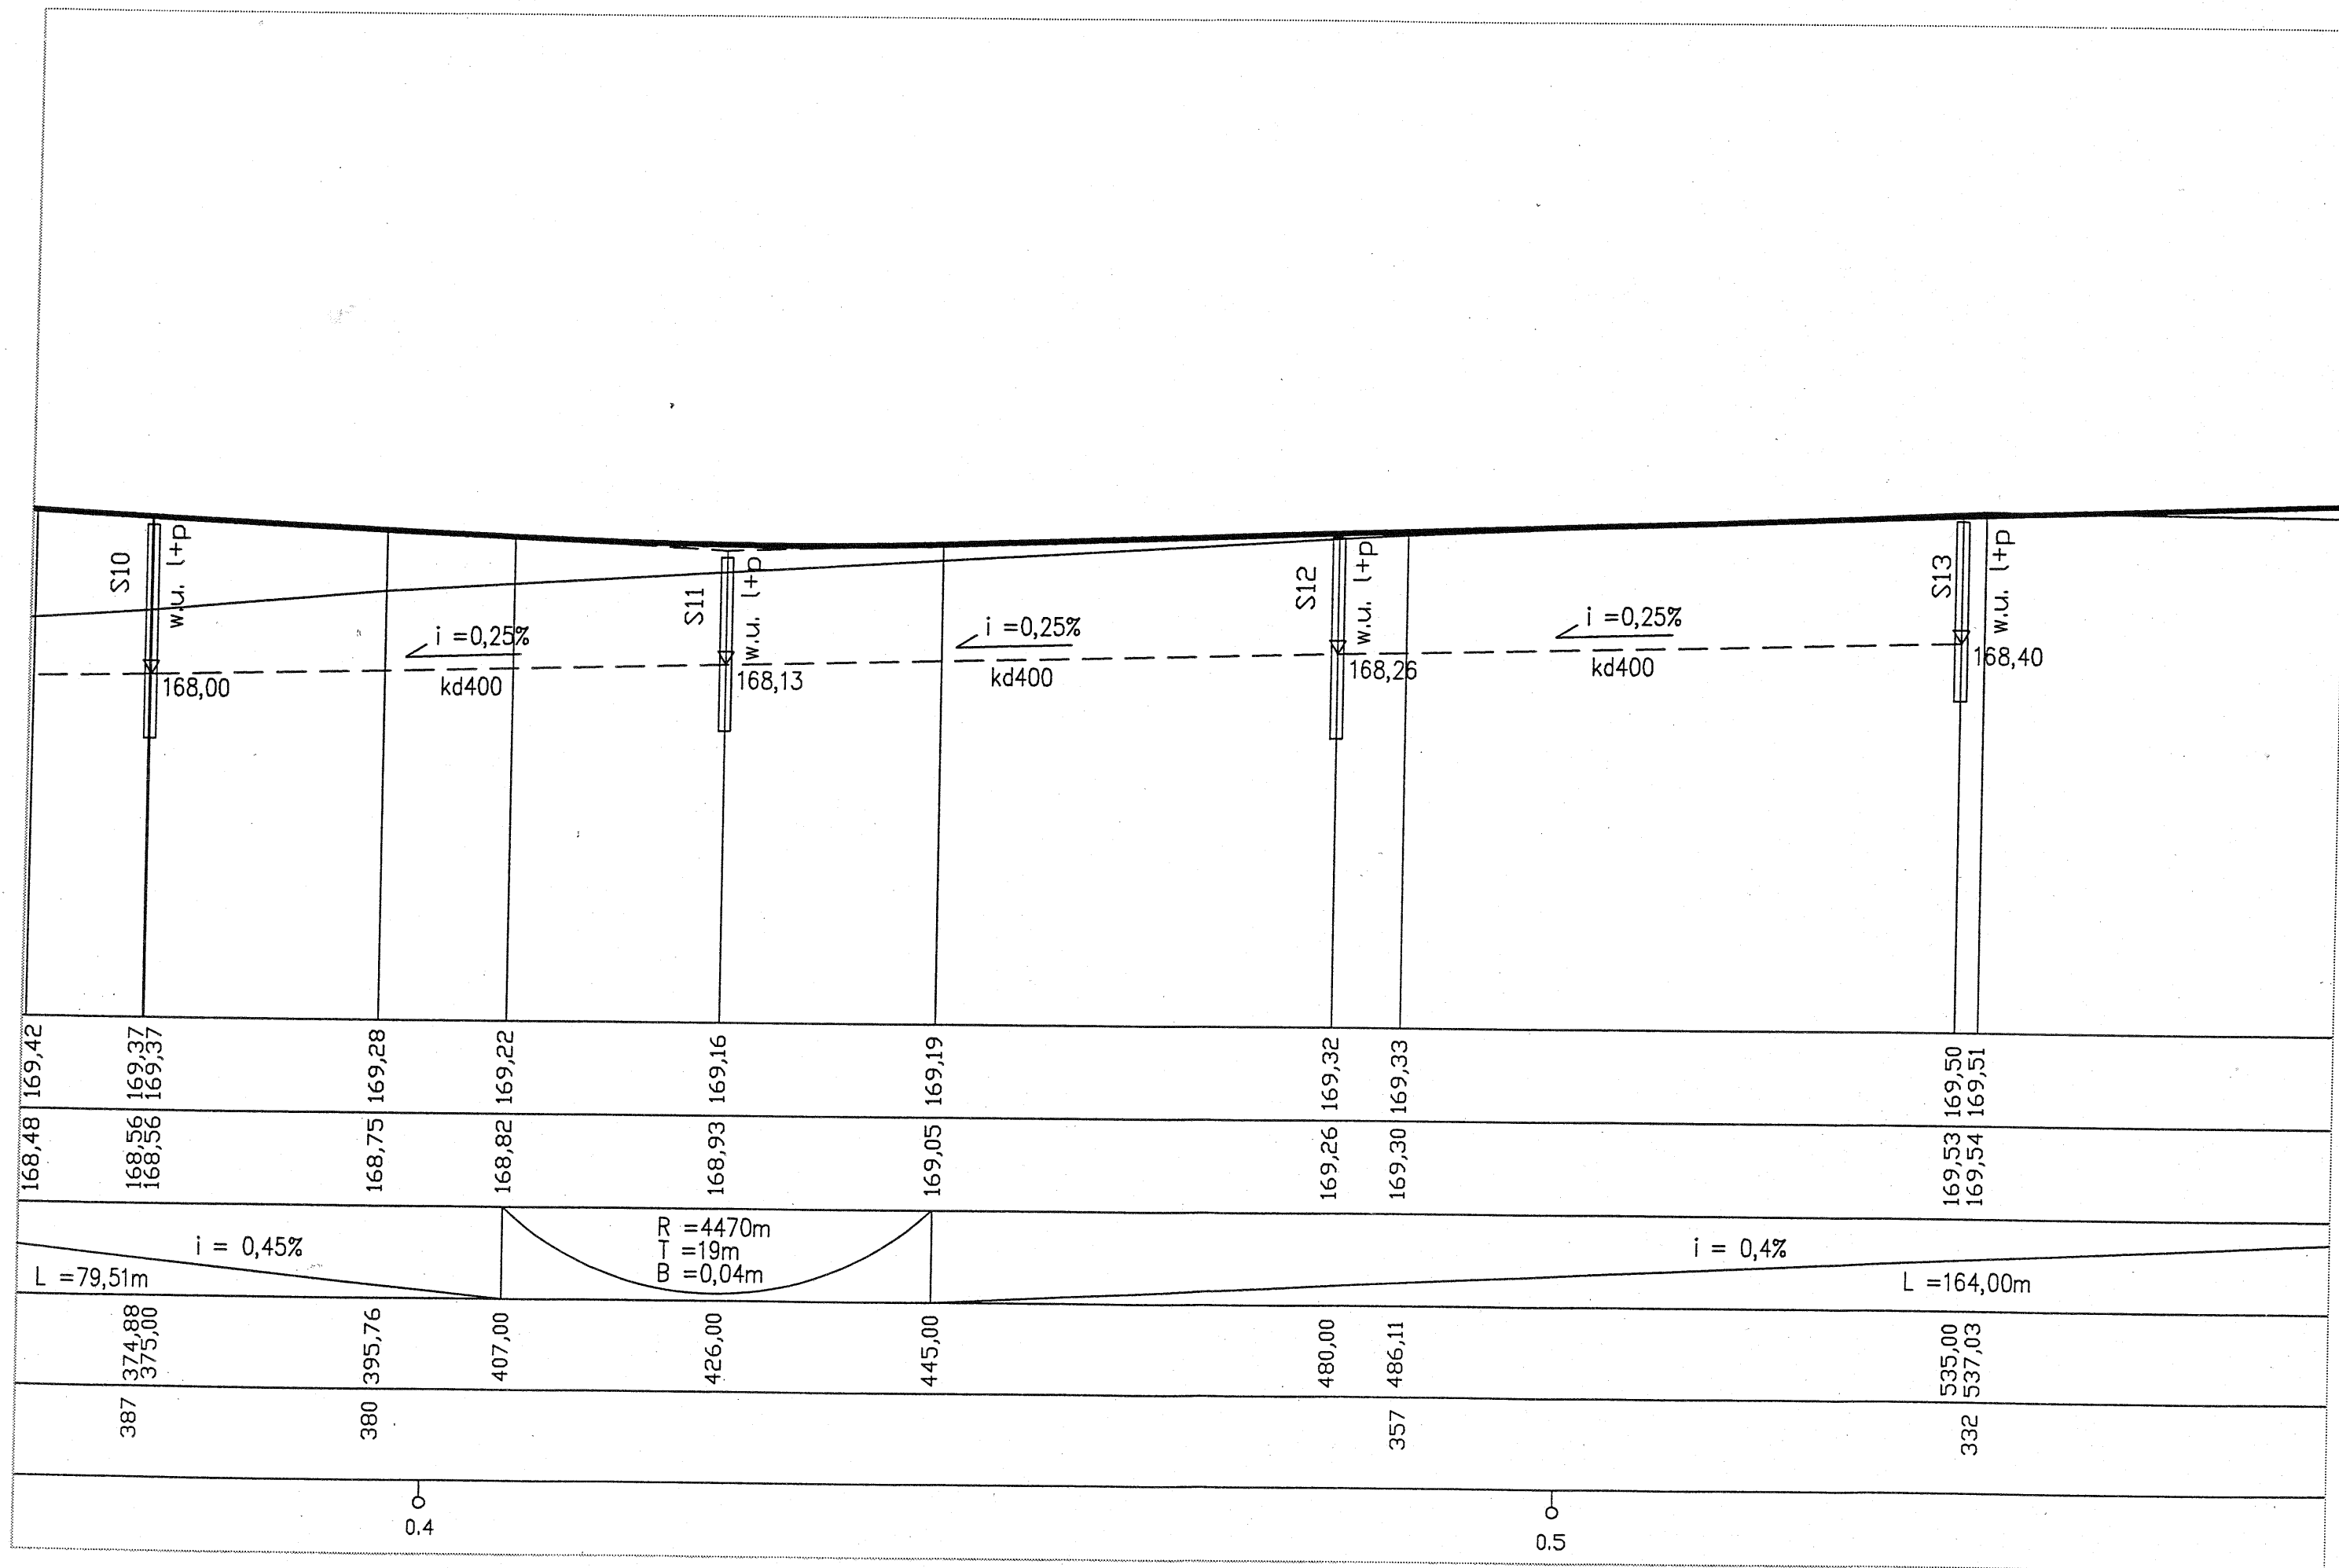 S10
w.u. l+p
S11
w.u. l+p
S12
w.u. l+p
S13
w.u. l+p
i =0,25%
i =0,25%
i =0,25%
168,00
kd400
168,13
kd400
168,26
kd400
168,40
169,42
169,37
169,37
169,28
169,22
169,16
169,19
169,32
169,33
169,50
169,51
168,48
168,56
168,56
168,75
168,82
168,93
169,05
169,26
169,30
169,53
169,54
i = 0,45%
L =79,51m
R =4470m
T =19m
B =0,04m
i = 0,4%
L =164,00m
374,88
375,00
395,76
407,00
426,00
445,00
480,00
486,11
535,00
537,03
387
380
357
332
0.4
0.5